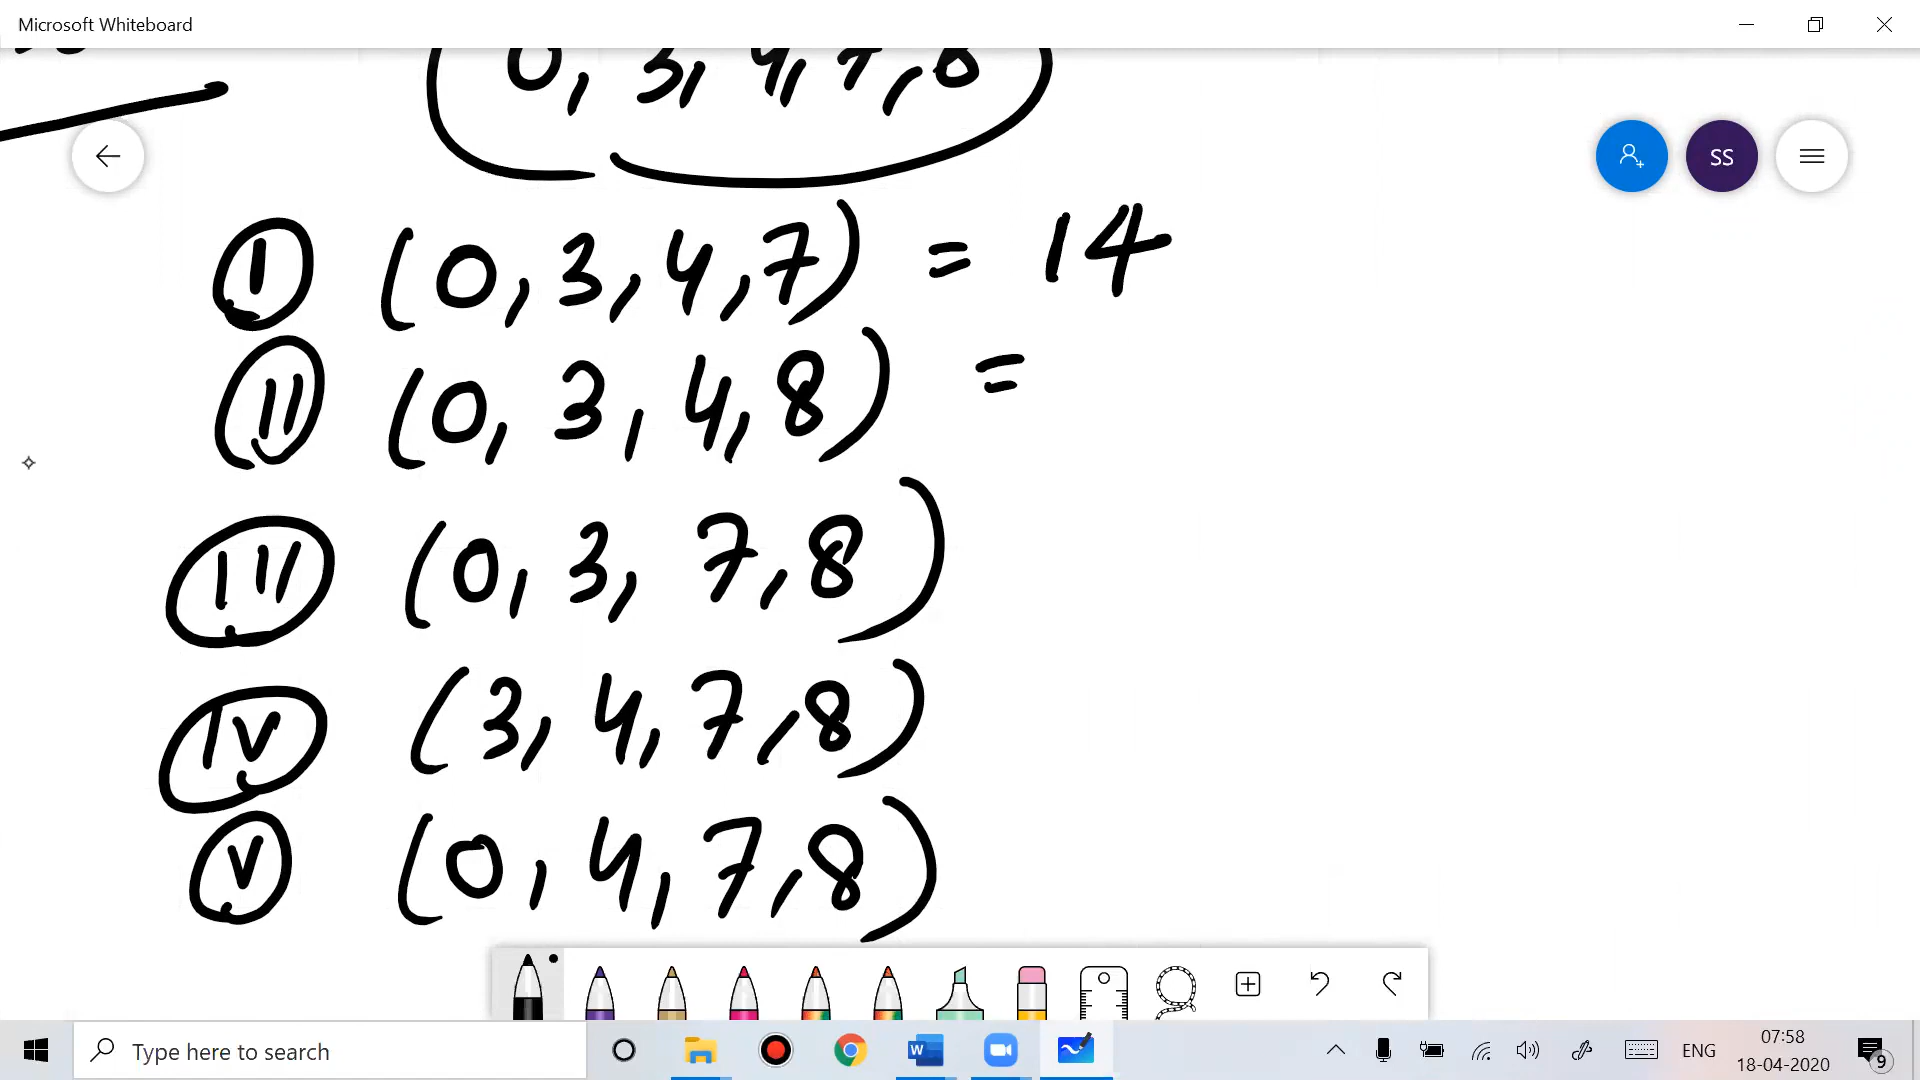 Microsoft Whiteboard
0, 3, 4, 7, 8
SS
I (0, 3, 4, 7) = 14
II (0, 3, 4, 8) =
III (0, 3, 7, 8)
IV (3, 4, 7, 8)
V (0, 4, 7, 8)
Type here to search
W
ENG
07:58
18-04-2020
9